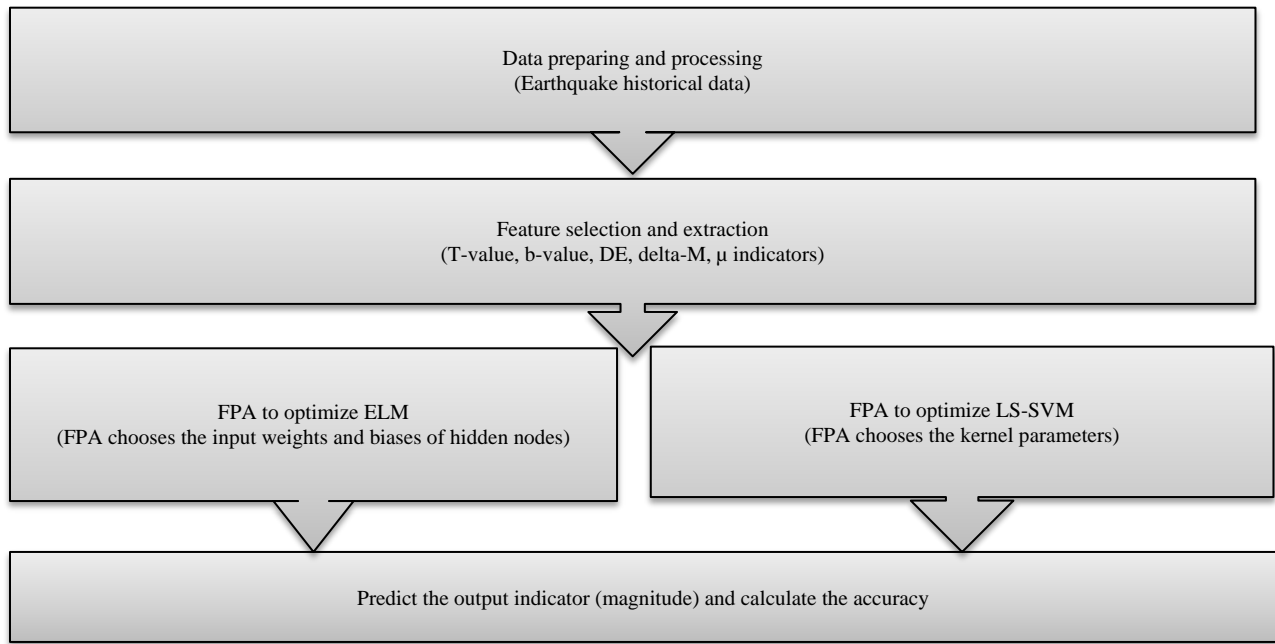 Data preparing and processing
(Earthquake historical data)
Feature selection and extraction
(T-value, b-value, DE, delta-M, µ indicators)
FPA to optimize ELM
(FPA chooses the input weights and biases of hidden nodes)
FPA to optimize LS-SVM
(FPA chooses the kernel parameters)
Predict the output indicator (magnitude) and calculate the accuracy